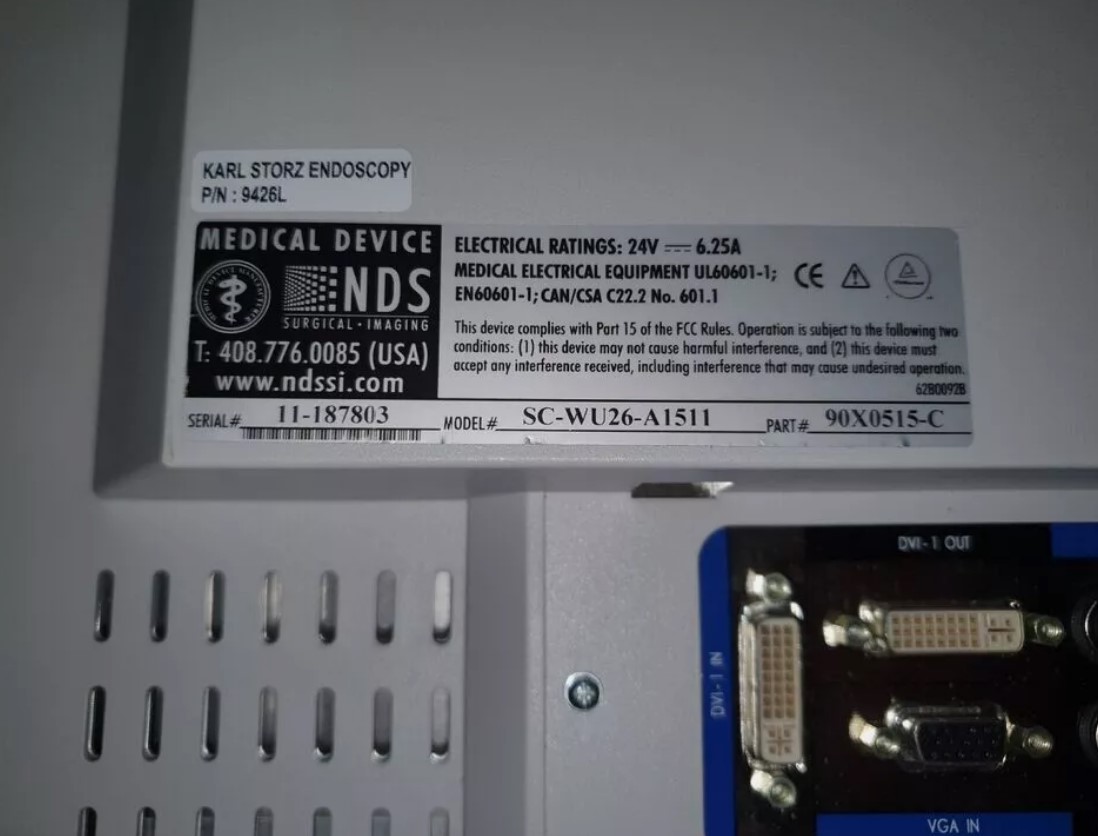 KARL STORZ ENDOSCOPY
P/N : 9426L
MEDICAL DEVICE
NDS
SURGICAL • IMAGING
T: 408.776.0085 (USA)
www.ndssi.com
ELECTRICAL RATINGS: 24V 6.25A
MEDICAL ELECTRICAL EQUIPMENT UL60601-1;
EN60601-1; CAN/CSA C22.2 No. 601.1
CE
This device complies with Part 15 of the FCC Rules. Operation is subject to the following two
conditions: (1) this device may not cause harmful interference, and (2) this device must
accept any interference received, including interference that may cause undesired operation.
62B0092B
SERIAL# 11-187803 MODEL# SC-WU26-A1511 PART# 90X0515-C
DVI-1 OUT
DVI-1 IN
VGA IN